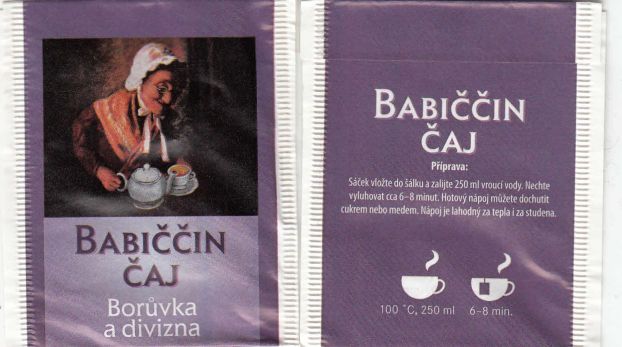 BABIČČIN
ČAJ
Borůvka
a divizna
BABIČČIN
ČAJ
Příprava:
Sáček vložte do šálku a zalijte 250 ml vroucí vody. Nechte
vyluhovat cca 6–8 minut. Hotový nápoj můžete dochutit
cukrem nebo medem. Nápoj je lahodný za tepla i za studena.
100 °C, 250 ml 6–8 min.